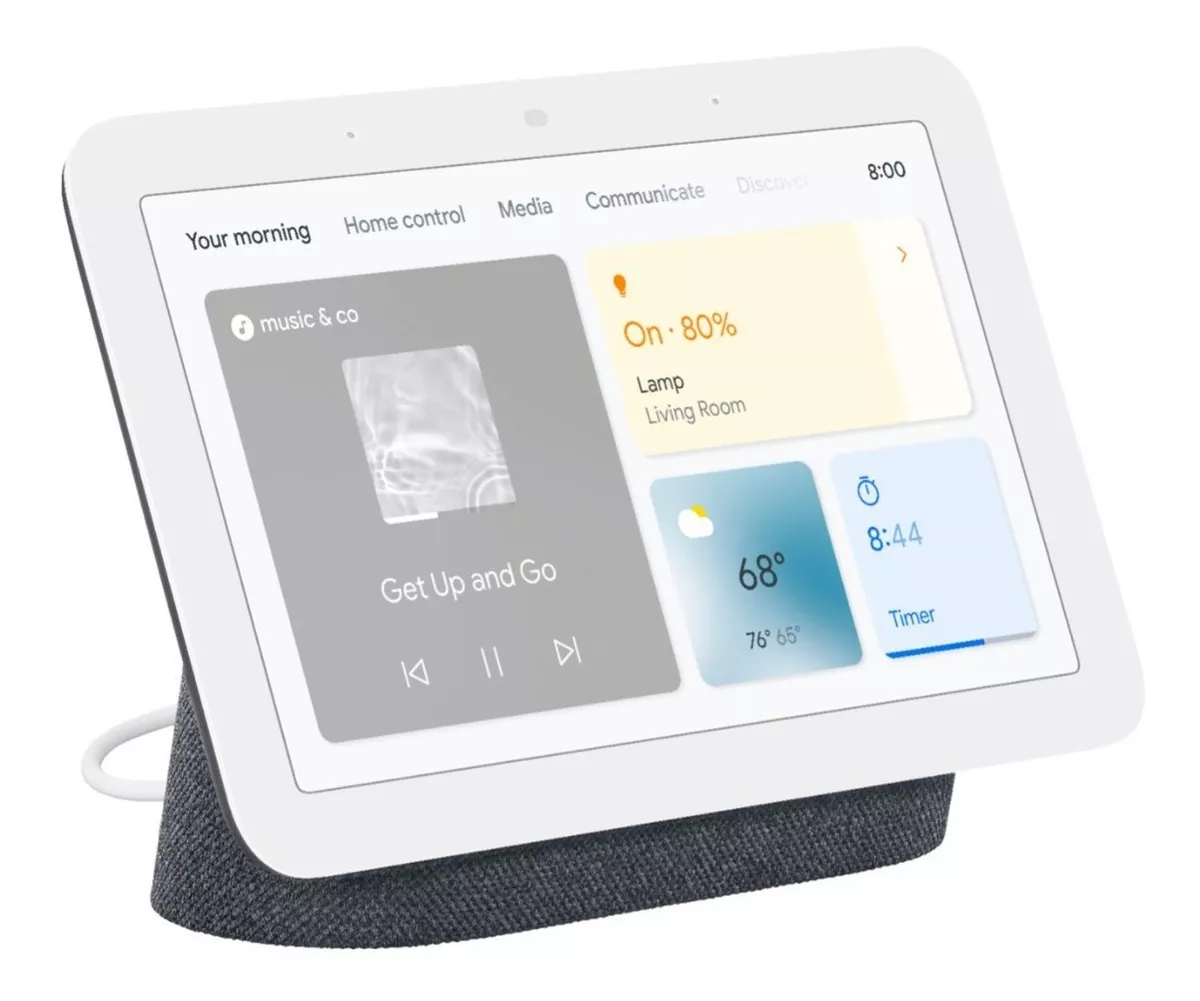 Your morning Home control Media Communicate Discover 8:00
music & co
Get Up and Go
On · 80%
Lamp
Living Room
68°
76° 65°
8:44
Timer